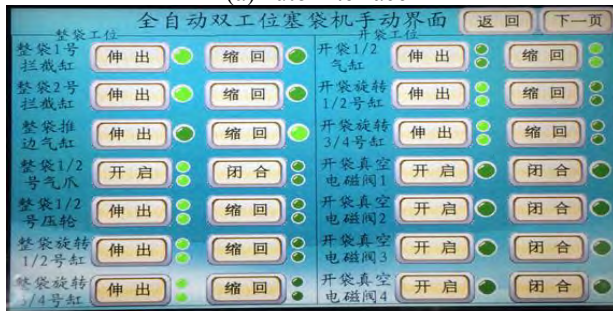 全自动双工位塞袋机手动界面
返 回
下一页
整袋工位
整袋1号
拦截缸
伸 出
缩 回
整袋2号
拦截缸
伸 出
缩 回
整袋推
边气缸
伸 出
缩 回
整袋1/2
号气爪
开 启
闭 合
整袋1/2
号压轮
伸 出
缩 回
整袋旋转
1/2号缸
伸 出
缩 回
整袋旋转
3/4号缸
伸 出
缩 回
开袋工位
开袋1/2
气缸
伸 出
缩 回
开袋旋转
1/2号缸
伸 出
缩 回
开袋旋转
3/4号缸
伸 出
缩 回
开袋真空
电磁阀1
开 启
闭 合
开袋真空
电磁阀2
开 启
闭 合
开袋真空
电磁阀3
开 启
闭 合
开袋真空
电磁阀4
开 启
闭 合